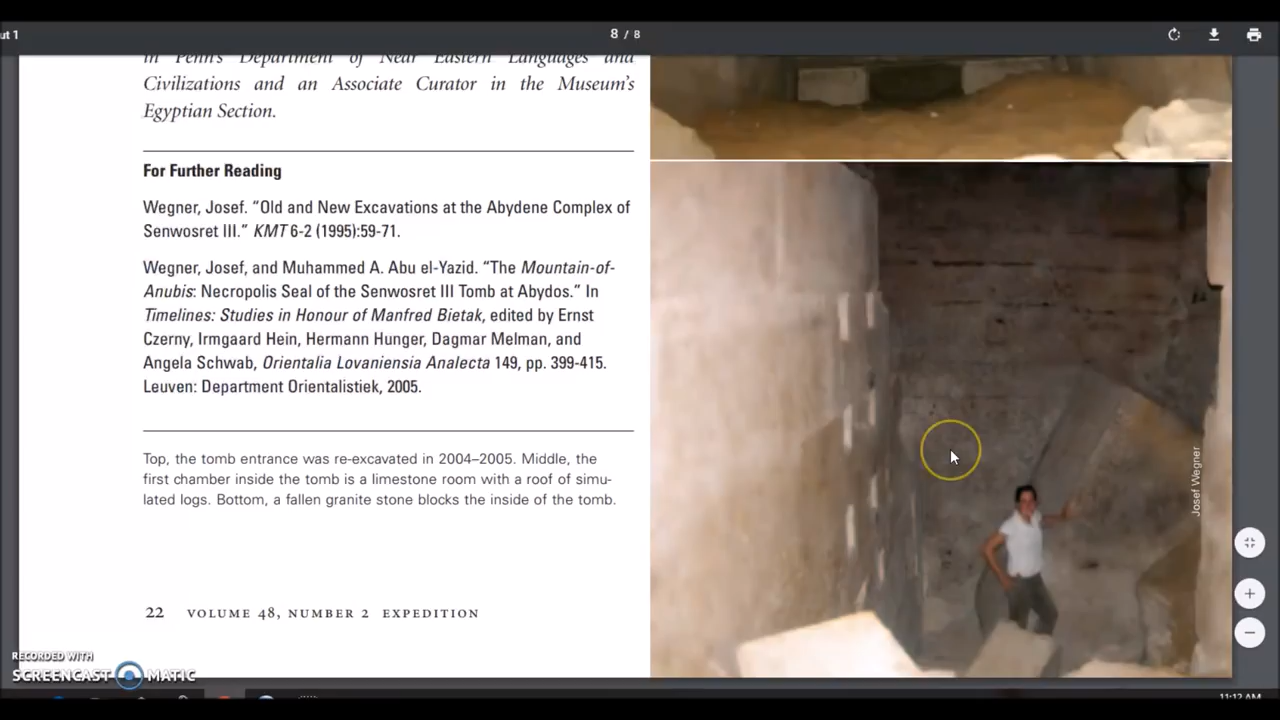 ut 1
8 / 8
in Penn's Department of Near Eastern Languages and
Civilizations and an Associate Curator in the Museum's
Egyptian Section.
For Further Reading
Wegner, Josef. “Old and New Excavations at the Abydene Complex of
Senwosret III.” KMT 6-2 (1995):59-71.
Wegner, Josef, and Muhammed A. Abu el-Yazid. “The Mountain-of-
Anubis: Necropolis Seal of the Senwosret III Tomb at Abydos.” In
Timelines: Studies in Honour of Manfred Bietak, edited by Ernst
Czerny, Irmgaard Hein, Hermann Hunger, Dagmar Melman, and
Angela Schwab, Orientalia Lovaniensia Analecta 149, pp. 399-415.
Leuven: Department Orientalistiek, 2005.
Top, the tomb entrance was re-excavated in 2004–2005. Middle, the
first chamber inside the tomb is a limestone room with a roof of simu-
lated logs. Bottom, a fallen granite stone blocks the inside of the tomb.
Josef Wegner
22 VOLUME 48, NUMBER 2 EXPEDITION
RECORDED WITH
SCREENCAST MATIC
11:12 AM